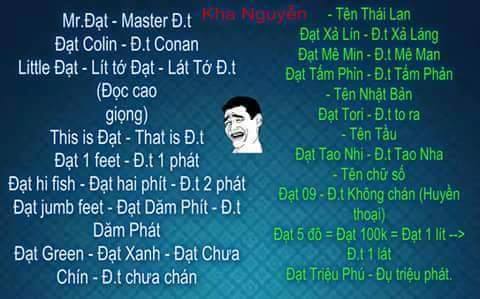 Kha Nguyễn
Mr.Đạt - Master Đ.t
Đạt Colin - Đ.t Conan
Little Đạt - Lít tớ Đạt - Lát Tớ Đ.t
(Đọc cao
giọng)
This is Đạt - That is Đ.t
Đạt 1 feet - Đ.t 1 phát
Đạt hi fish - Đạt hai phít - Đ.t 2 phát
Đạt jumb feet - Đạt Dăm Phít - Đ.t
Dăm Phát
Đạt Green - Đạt Xanh - Đạt Chưa
Chín - Đ.t chưa chán
- Tên Thái Lan
Đạt Xả Lín - Đ.t Xả Láng
Đạt Mê Min - Đ.t Mê Man
Đạt Tẩm Phỉn - Đ.t Tẩm Phản
- Tên Nhật Bản
Đạt Tori - Đ.t to ra
- Tên Tầu
Đạt Tao Nhi - Đ.t Tao Nha
- Tên chữ số
Đạt 09 - Đ.t Không chán (Huyền
thoại)
Đạt 5 đô = Đạt 100k = Đạt 1 lít -->
Đ.t 1 lát
Đạt Triệu Phú - Đụ triệu phát.